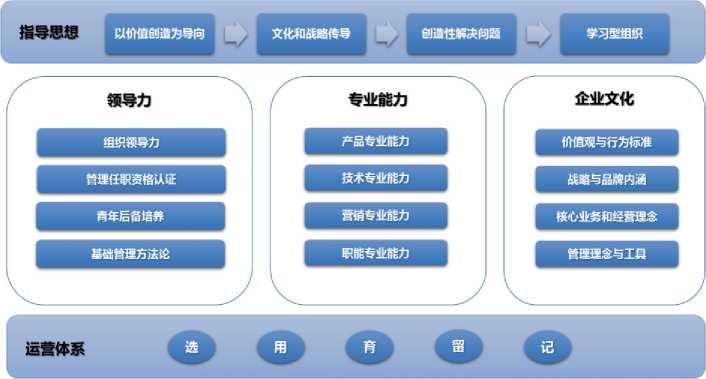 指导思想
以价值创造为导向
文化和战略传导
创造性解决问题
学习型组织
领导力
组织领导力
管理任职资格认证
青年后备培养
基础管理方法论
专业能力
产品专业能力
技术专业能力
营销专业能力
职能专业能力
企业文化
价值观与行为标准
战略与品牌内涵
核心业务和经营理念
管理理念与工具
运营体系
选
用
育
留
记